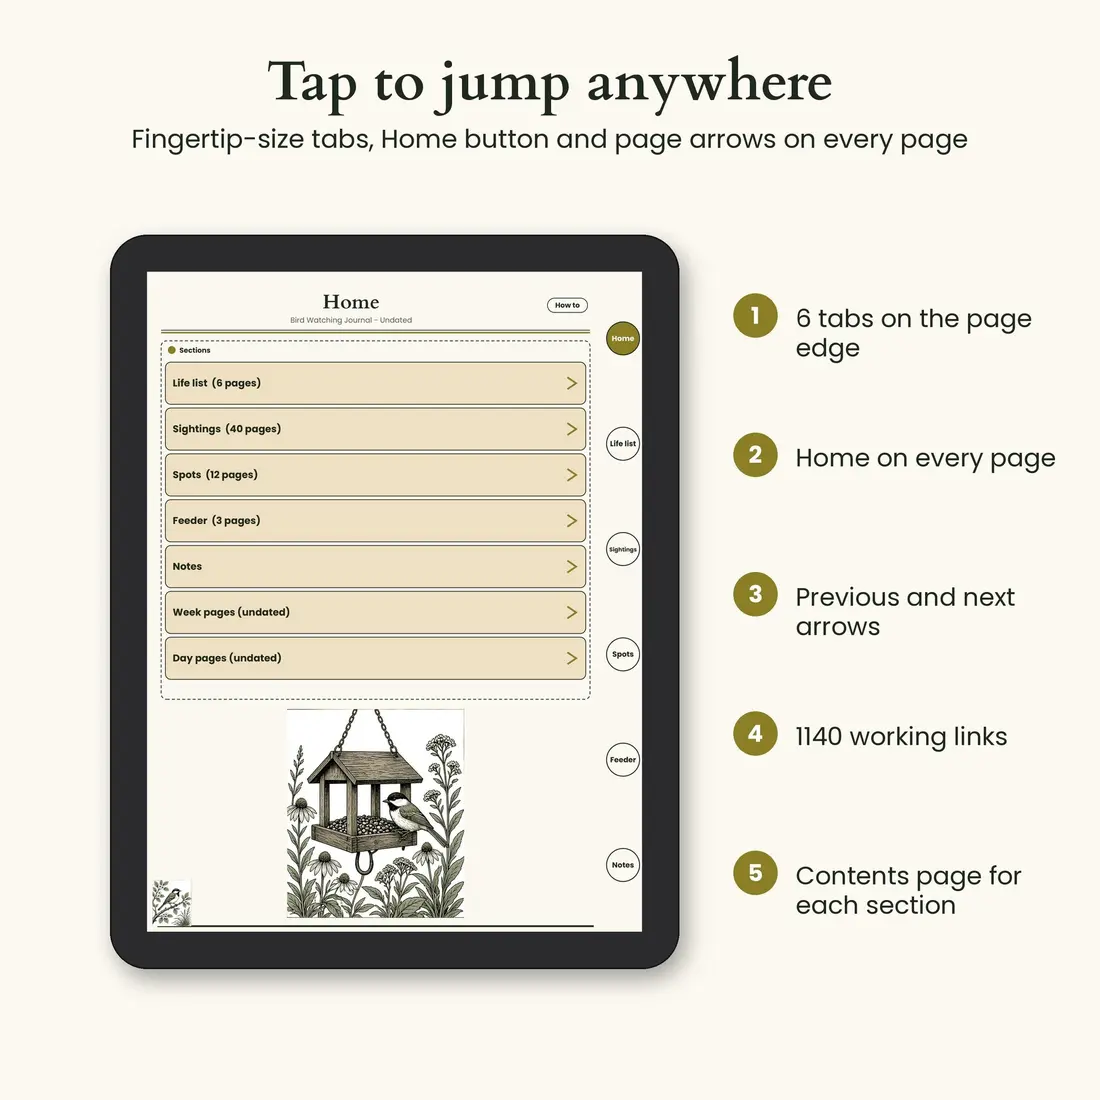 Tap to jump anywhere
Fingertip-size tabs, Home button and page arrows on every page
Home
Bird Watching Journal - Undated
How to
Sections
Life list (6 pages)
Sightings (40 pages)
Spots (12 pages)
Feeder (3 pages)
Notes
Week pages (undated)
Day pages (undated)
Home
Life list
Sightings
Spots
Feeder
Notes
1 6 tabs on the page
edge
2 Home on every page
3 Previous and next
arrows
4 1140 working links
5 Contents page for
each section